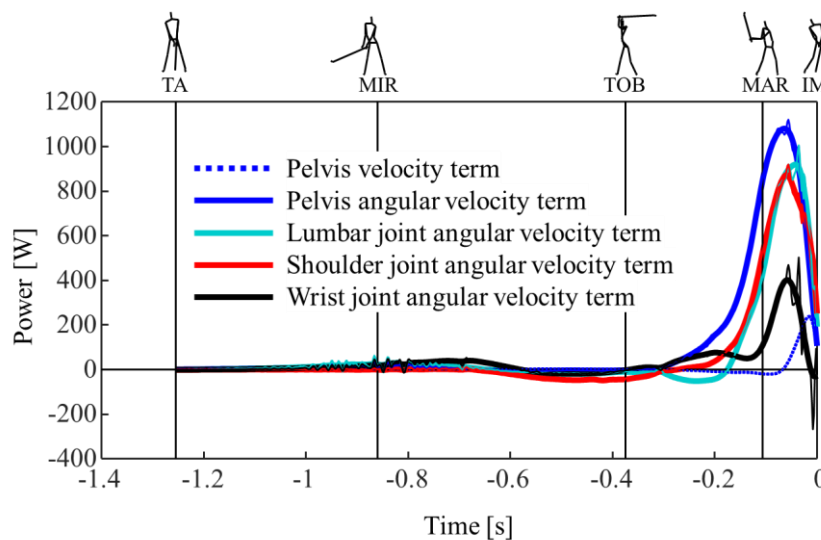 TA MIR TOB MAR IM
1200
1000
800
600
400
200
0
-200
-400
Power [W]
Pelvis velocity term
Pelvis angular velocity term
Lumbar joint angular velocity term
Shoulder joint angular velocity term
Wrist joint angular velocity term
-1.4 -1.2 -1 -0.8 -0.6 -0.4 -0.2 0
Time [s]